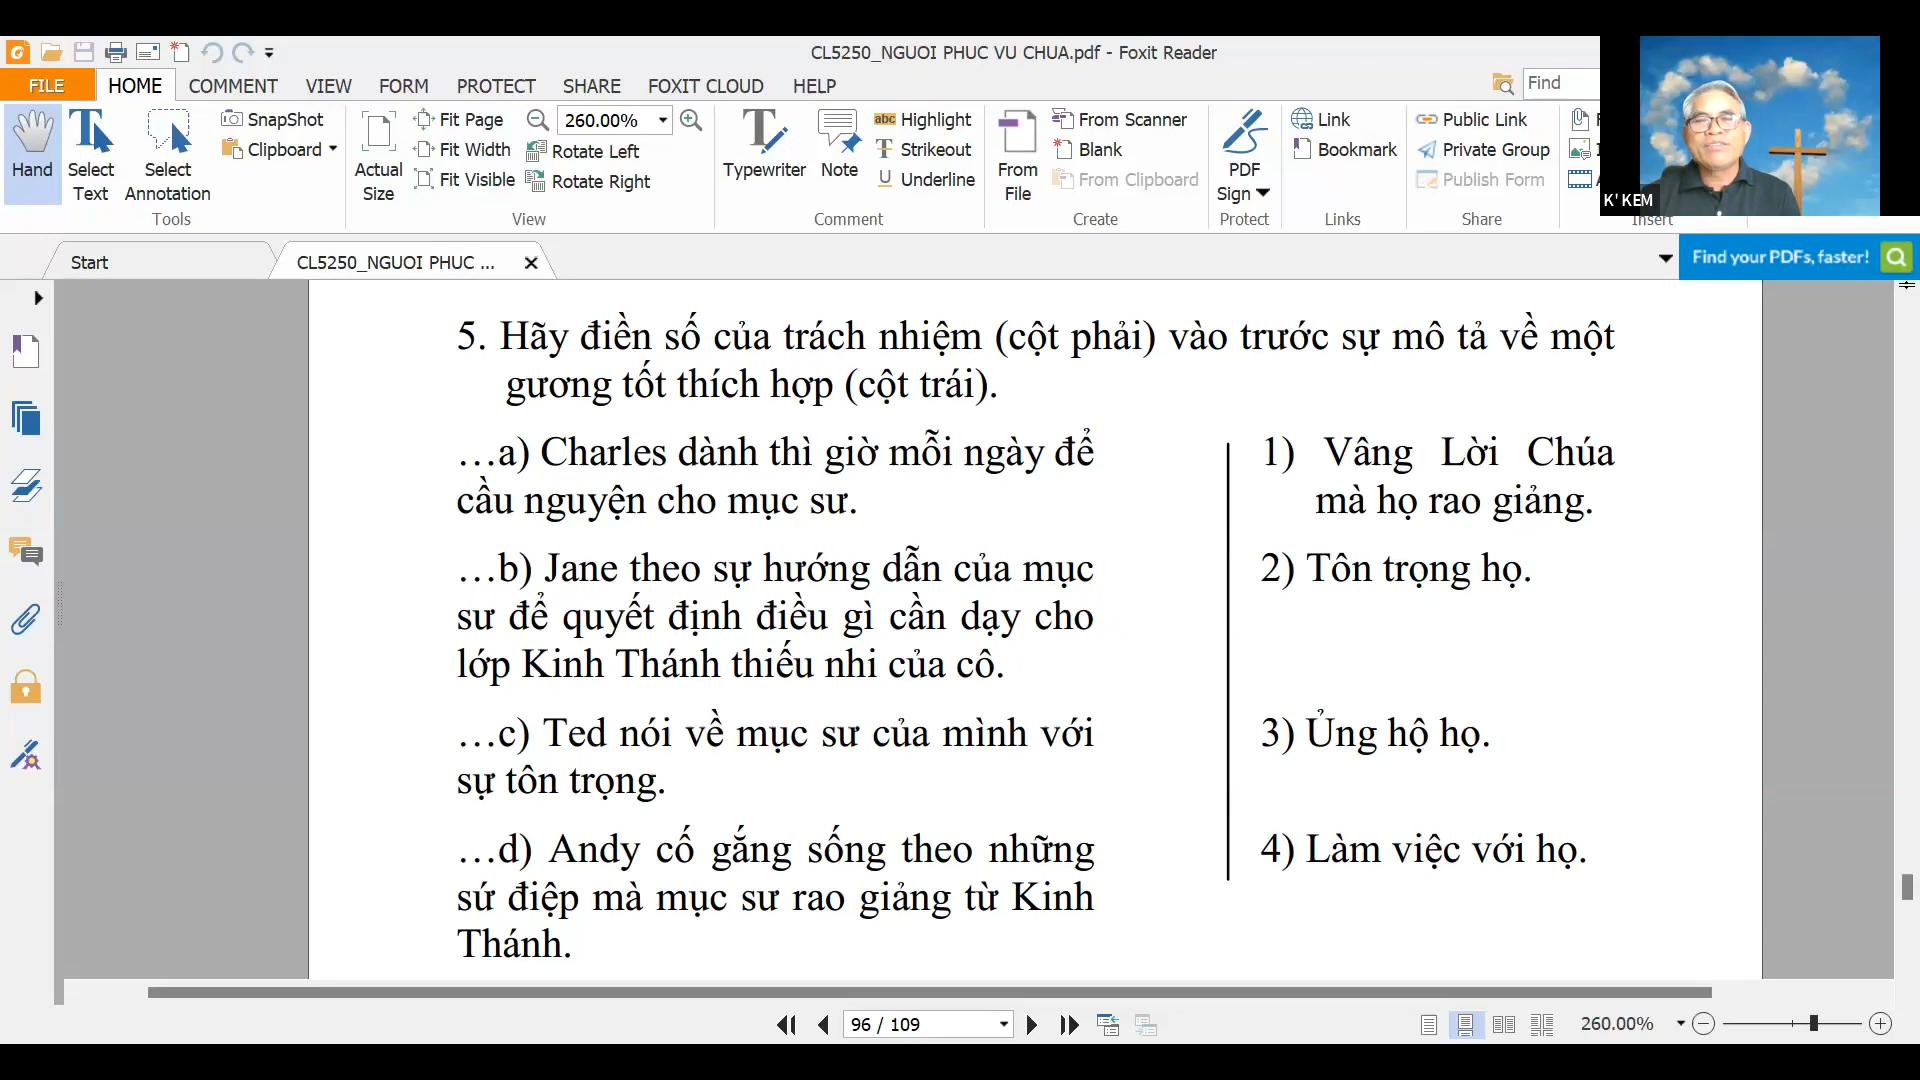 CL5250_NGUOI PHUC VU CHUA.pdf - Foxit Reader
FILE HOME COMMENT VIEW FORM PROTECT SHARE FOXIT CLOUD HELP Find
Hand
Select Text
Select Annotation
SnapShot
Clipboard
Tools
Actual Size
Fit Page
Fit Width
Fit Visible
260.00%
Rotate Left
Rotate Right
View
Typewriter
Note
Highlight
Strikeout
Underline
Comment
From File
From Scanner
Blank
From Clipboard
Create
PDF Sign
Protect
Link
Bookmark
Links
Public Link
Private Group
Publish Form
Share
Insert
K' KEM
Start
CL5250_NGUOI PHUC ...
Find your PDFs, faster!
5. Hãy điền số của trách nhiệm (cột phải) vào trước sự mô tả về một
gương tốt thích hợp (cột trái).
…a) Charles dành thì giờ mỗi ngày để
cầu nguyện cho mục sư.
…b) Jane theo sự hướng dẫn của mục
sư để quyết định điều gì cần dạy cho
lớp Kinh Thánh thiếu nhi của cô.
…c) Ted nói về mục sư của mình với
sự tôn trọng.
…d) Andy cố gắng sống theo những
sứ điệp mà mục sư rao giảng từ Kinh
Thánh.
1) Vâng Lời Chúa
mà họ rao giảng.
2) Tôn trọng họ.
3) Ủng hộ họ.
4) Làm việc với họ.
96 / 109
260.00%